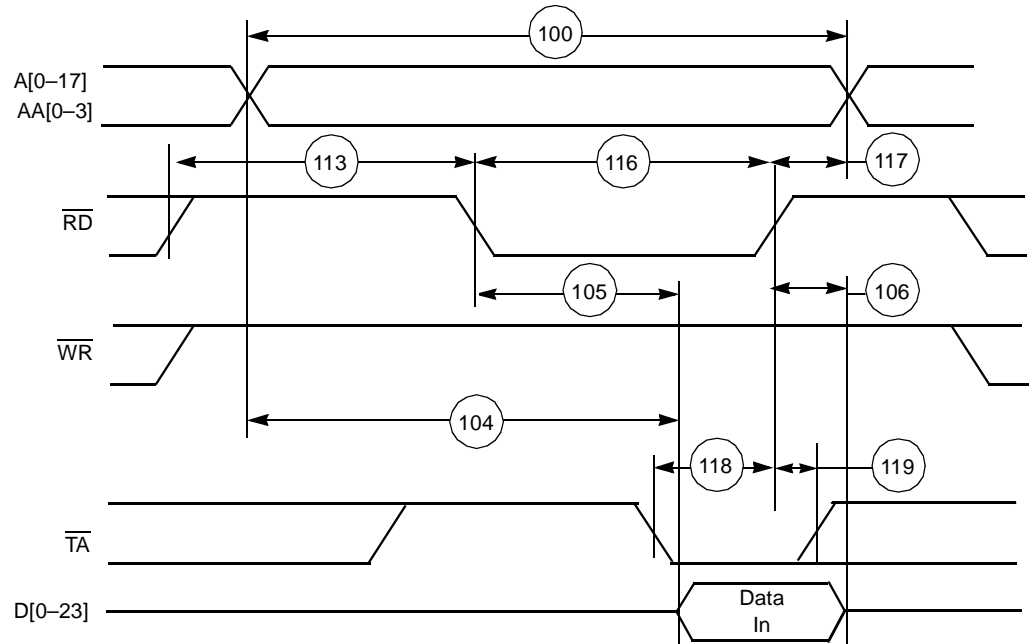 100
A[0–17]
AA[0–3]
113
116
117
RD
105
106
WR
104
118
119
TA
D[0–23]
Data
In